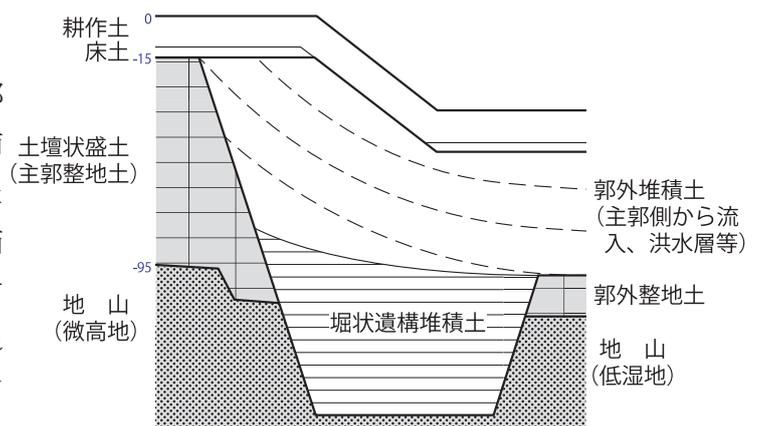 耕作土
0
床土
-15
土壇状盛土
（主郭整地土）
-95
地　山
（微高地）
堀状遺構堆積土
郭外堆積土
（主郭側から流
入、洪水層等）
郭外整地土
地　山
（低湿地）